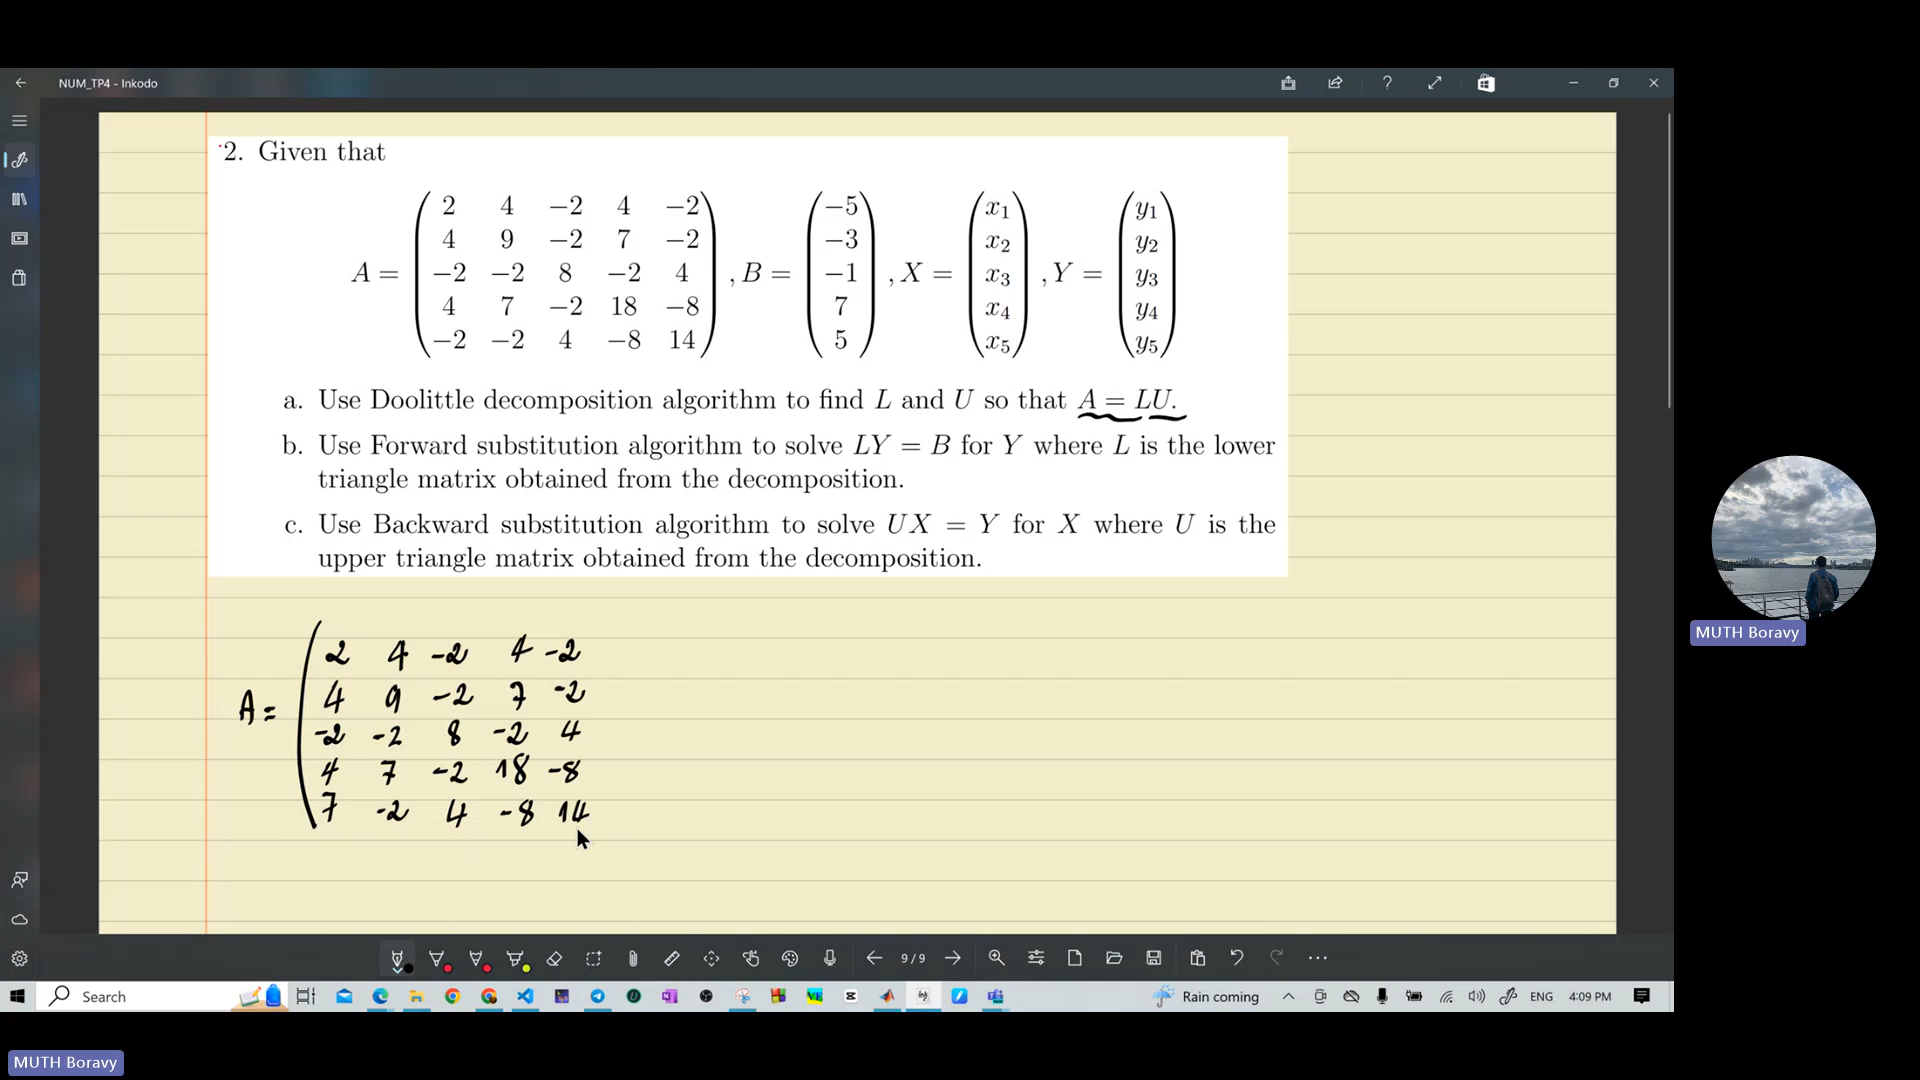 NUM_TP4 - Inkodo
2. Given that
A = ( 2 4 −2 4 −2 ) , B = ( −5 ) , X = ( x1 ) , Y = ( y1 )
4 9 −2 7 −2 −3 x2 y2
−2 −2 8 −2 4 −1 x3 y3
4 7 −2 18 −8 7 x4 y4
−2 −2 4 −8 14 5 x5 y5
a. Use Doolittle decomposition algorithm to find L and U so that A = LU.
b. Use Forward substitution algorithm to solve LY = B for Y where L is the lower
triangle matrix obtained from the decomposition.
c. Use Backward substitution algorithm to solve UX = Y for X where U is the
upper triangle matrix obtained from the decomposition.
A = ( 2 4 -2 4 -2
4 9 -2 7 -2
-2 -2 8 -2 4
4 7 -2 18 -8
7 -2 4 -8 14
MUTH Boravy
9/9
Search
Rain coming
ENG
4:09 PM
MUTH Boravy